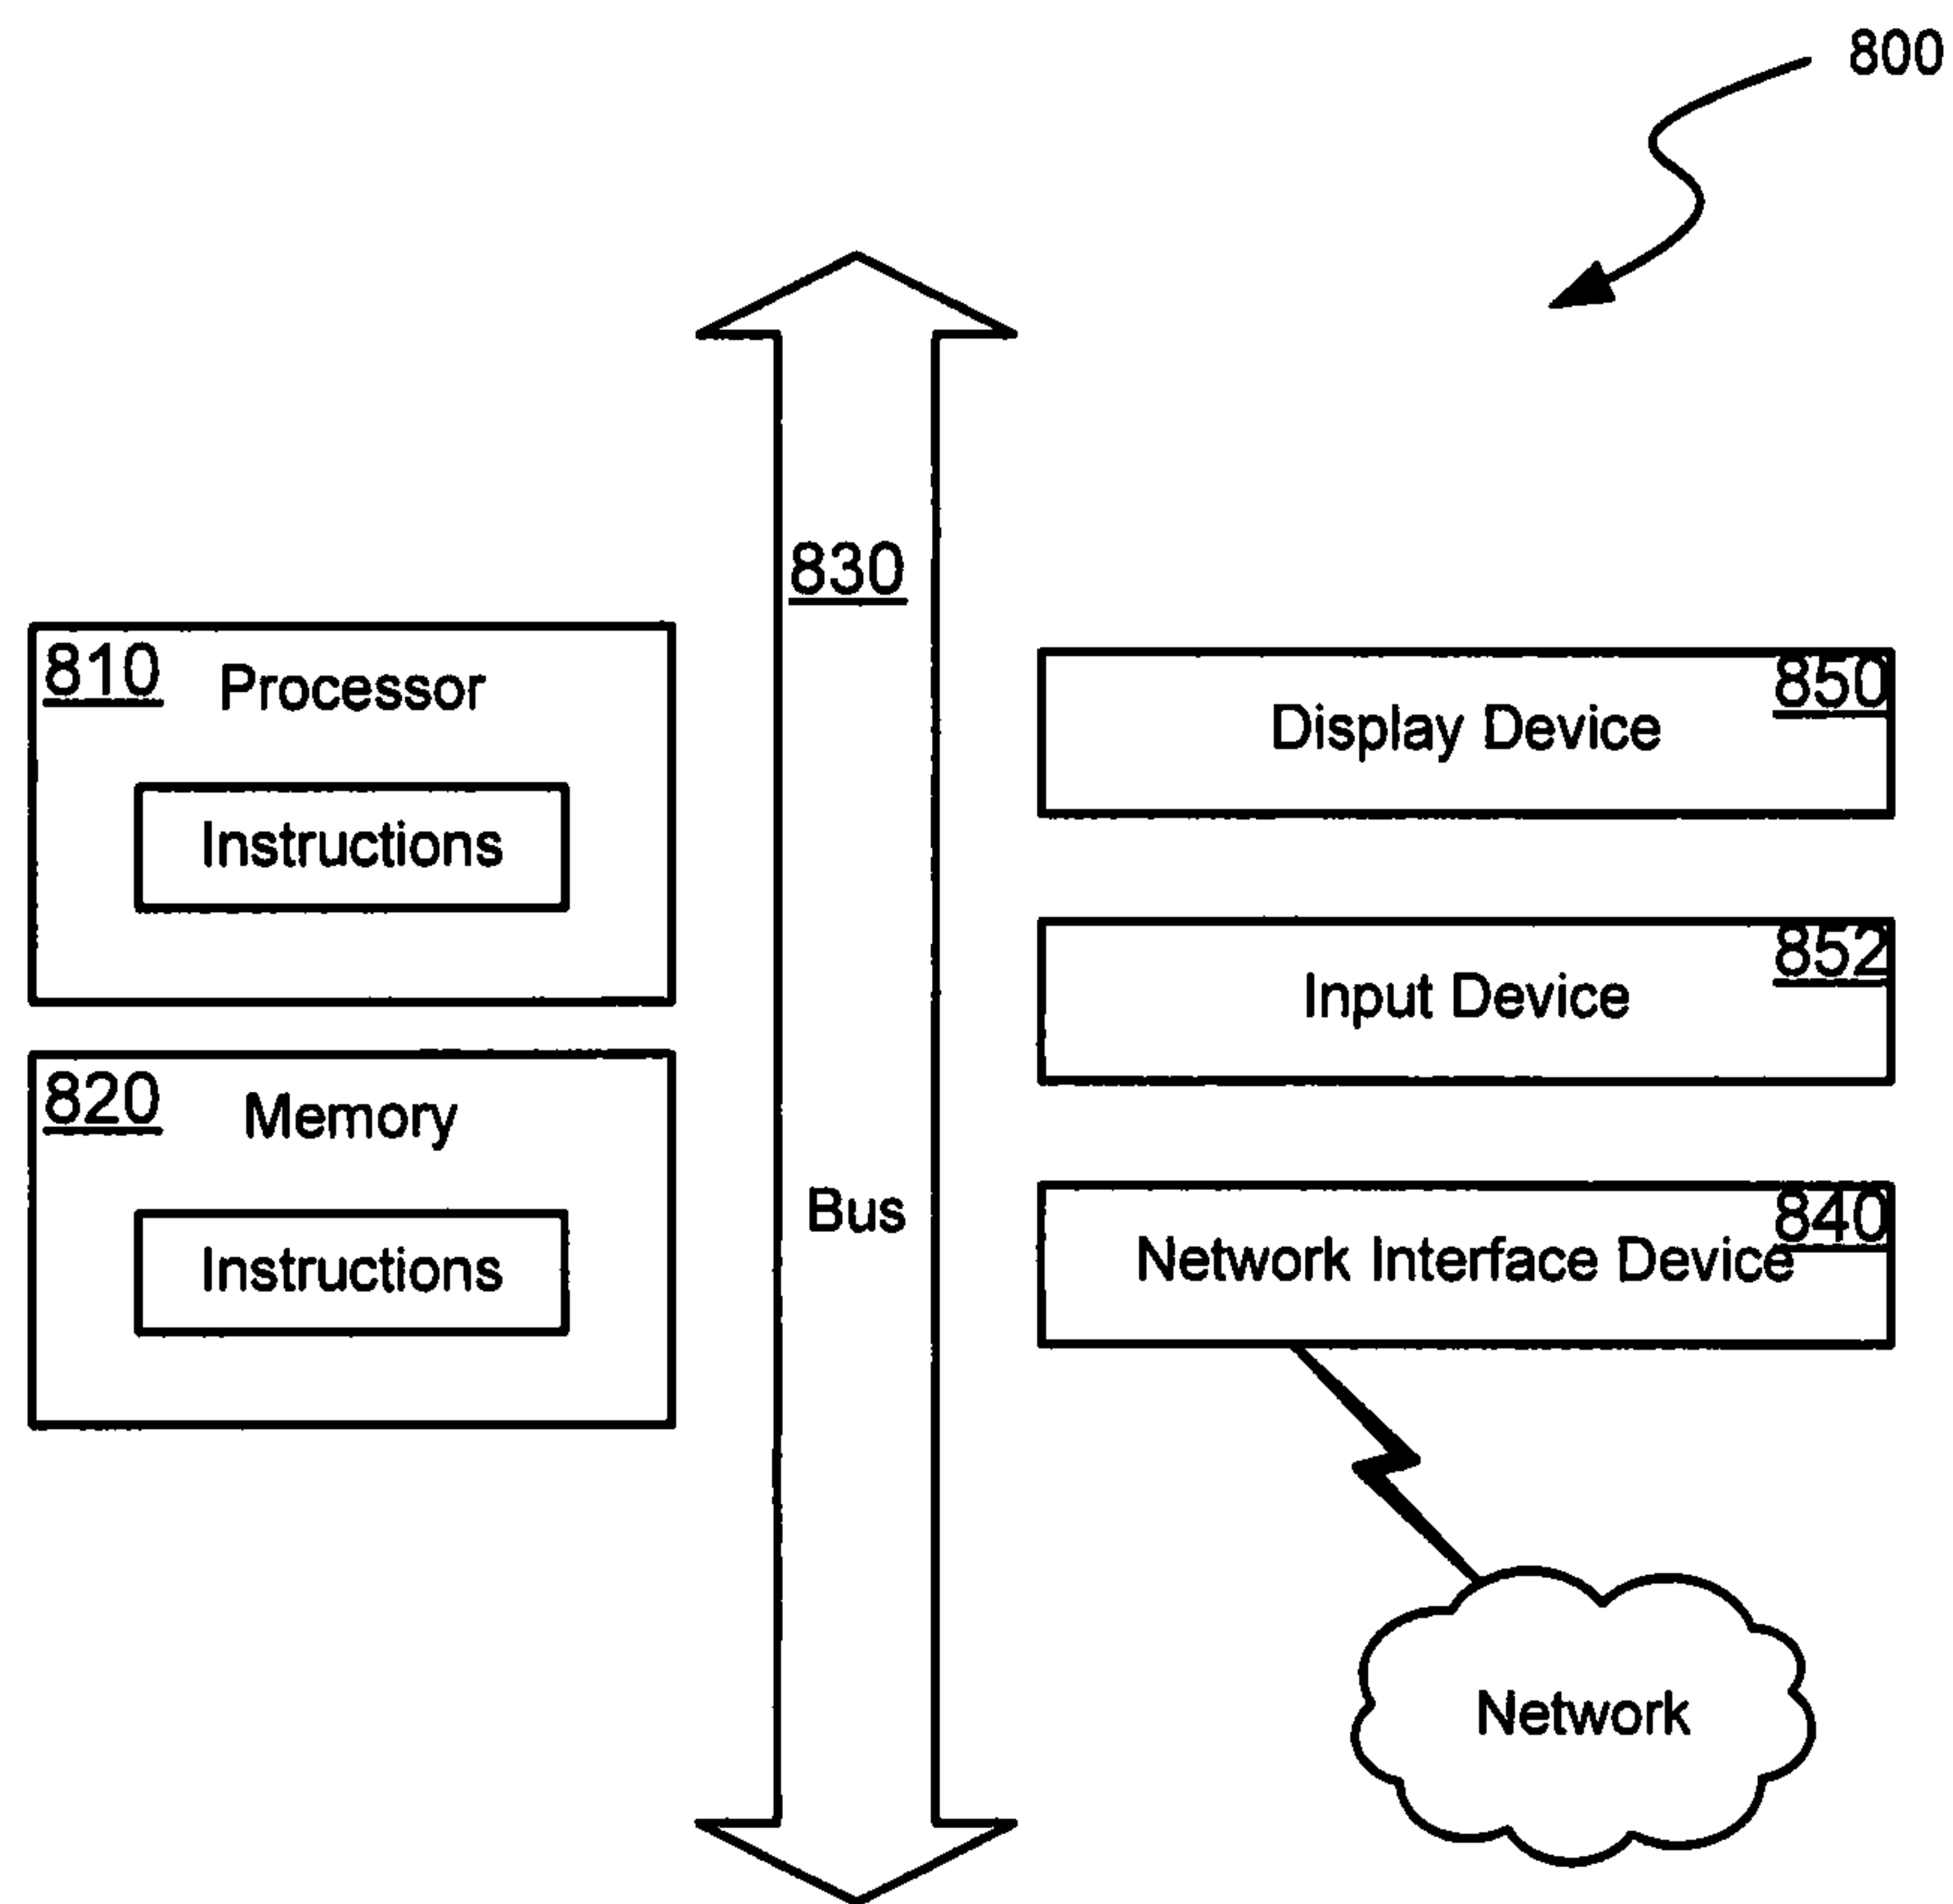 800
830
810
Processor
Instructions
820
Memory
Instructions
Bus
850
Display Device
852
Input Device
840
Network Interface Device
Network